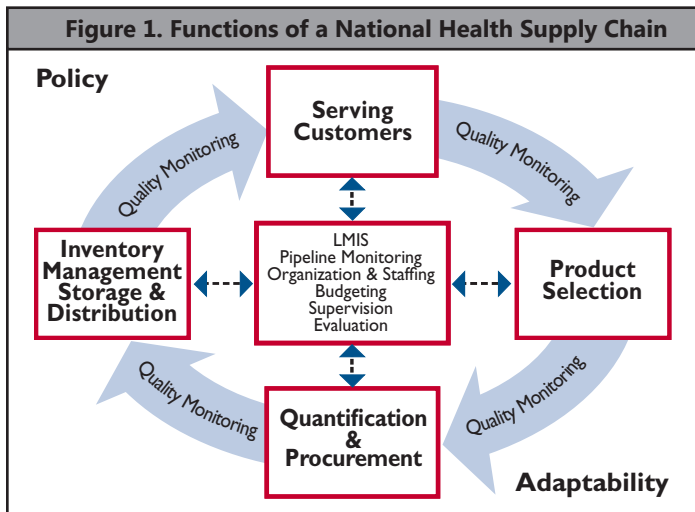 Figure 1. Functions of a National Health Supply Chain
Policy
Serving
Customers
Quality Monitoring
Quality Monitoring
Inventory
Management
Storage &
Distribution
LMIS
Pipeline Monitoring
Organization & Staffing
Budgeting
Supervision
Evaluation
Product
Selection
Quality Monitoring
Quality Monitoring
Quantification
&
Procurement
Adaptability